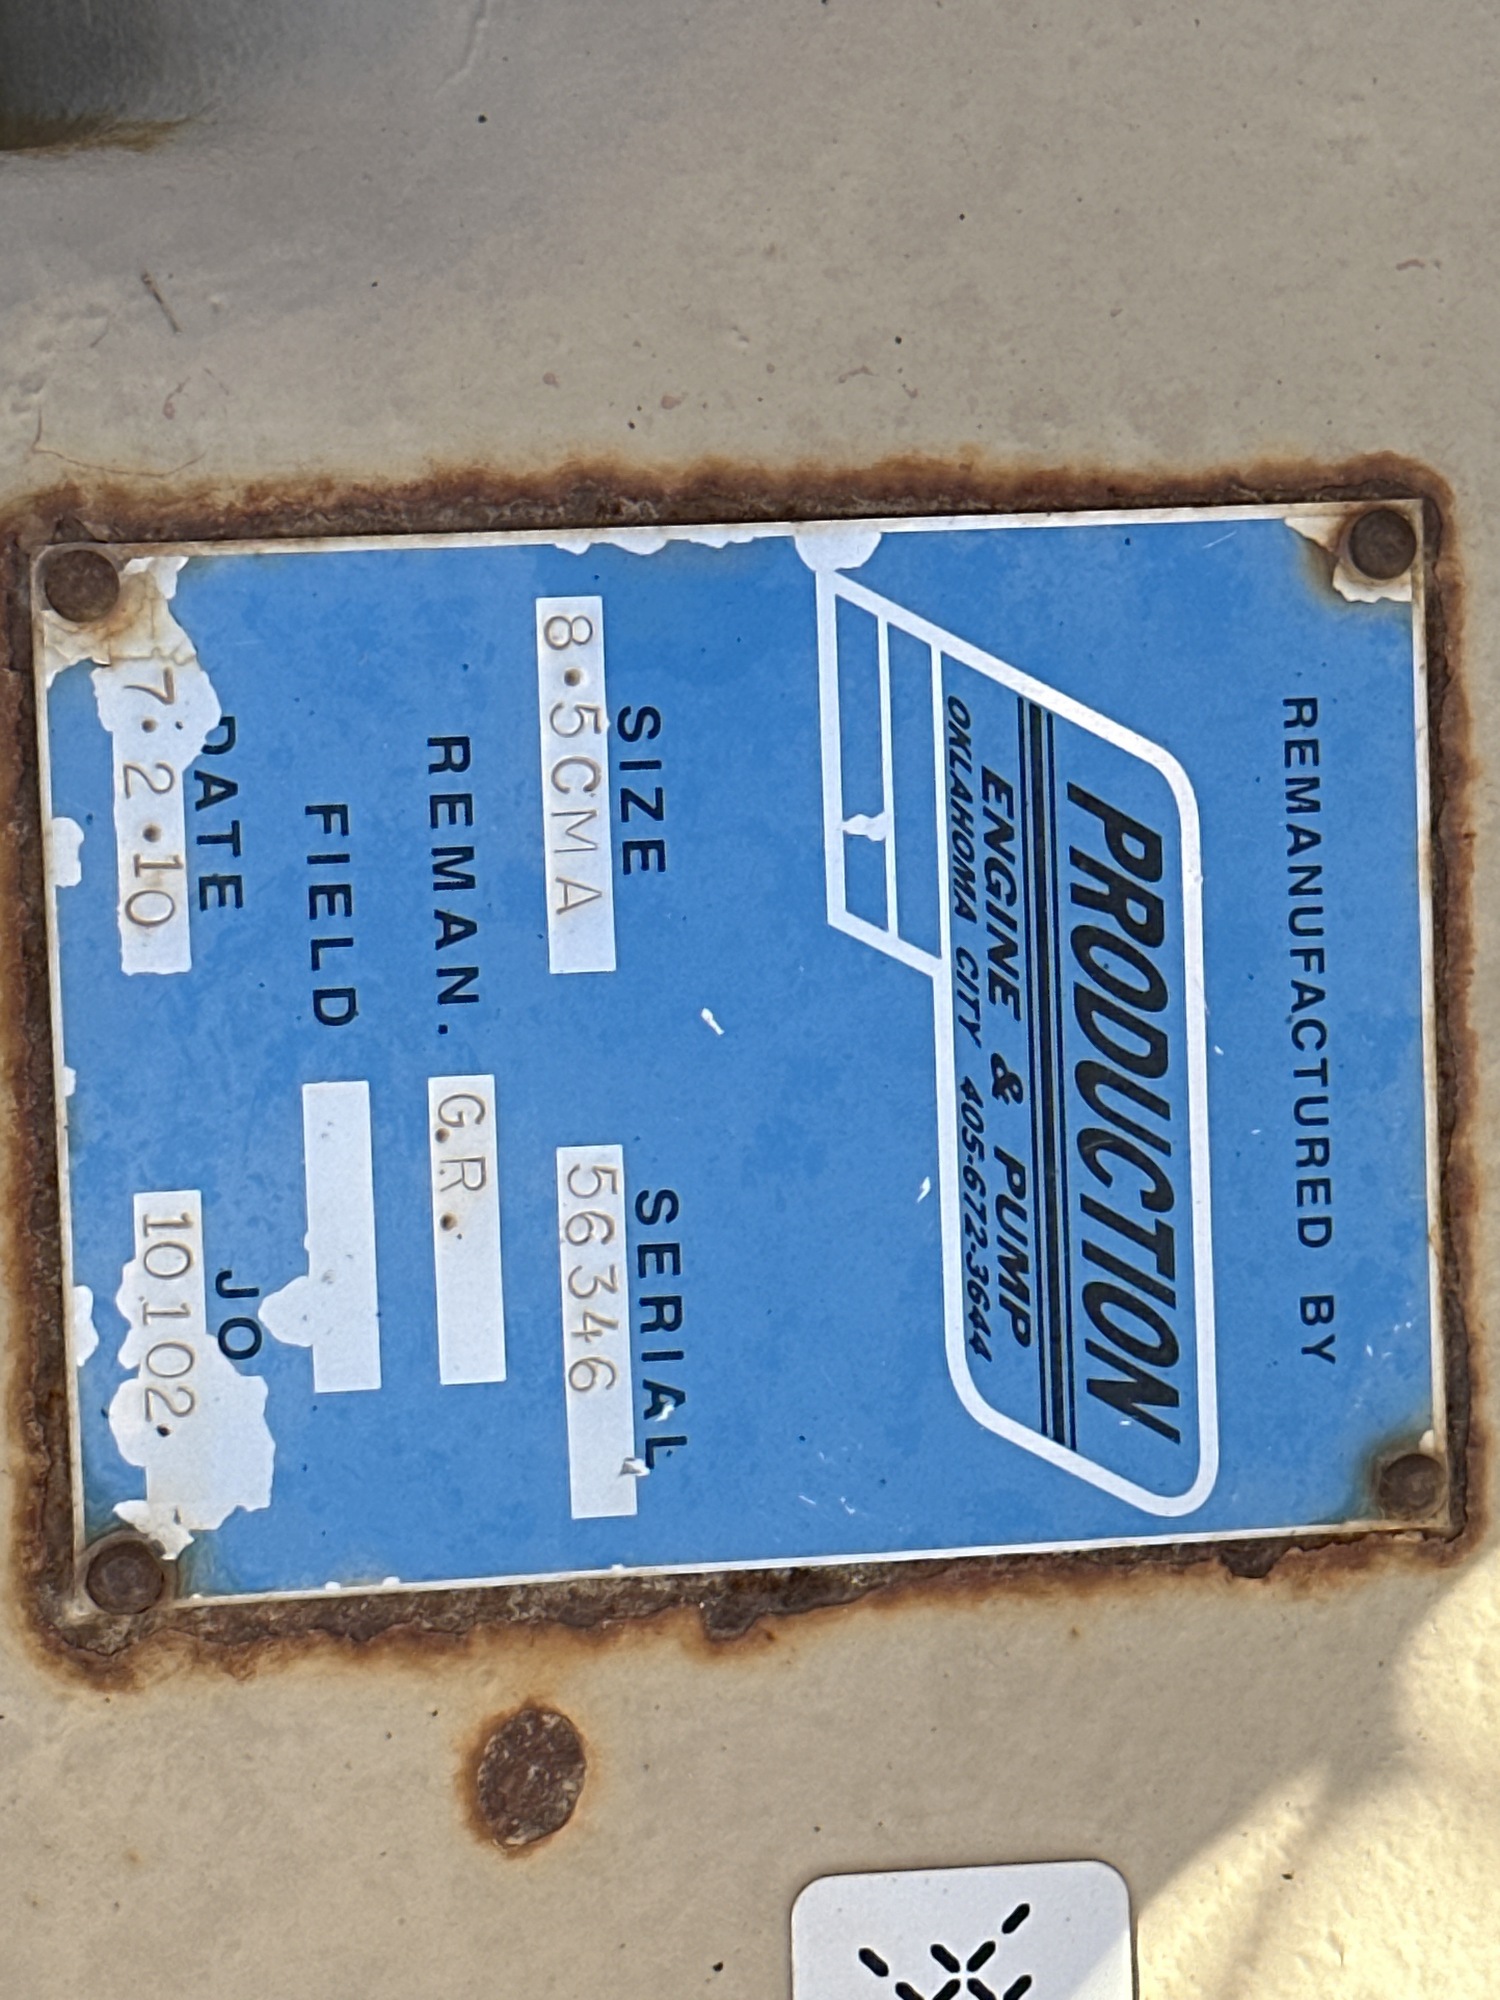 REMANUFACTURED BY
PRODUCTION
ENGINE & PUMP
OKLAHOMA CITY 405-672-3644
SIZE SERIAL
8.5CMA 56346
REMAN. G.R.
FIELD
DATE JO
7.2.10 10102